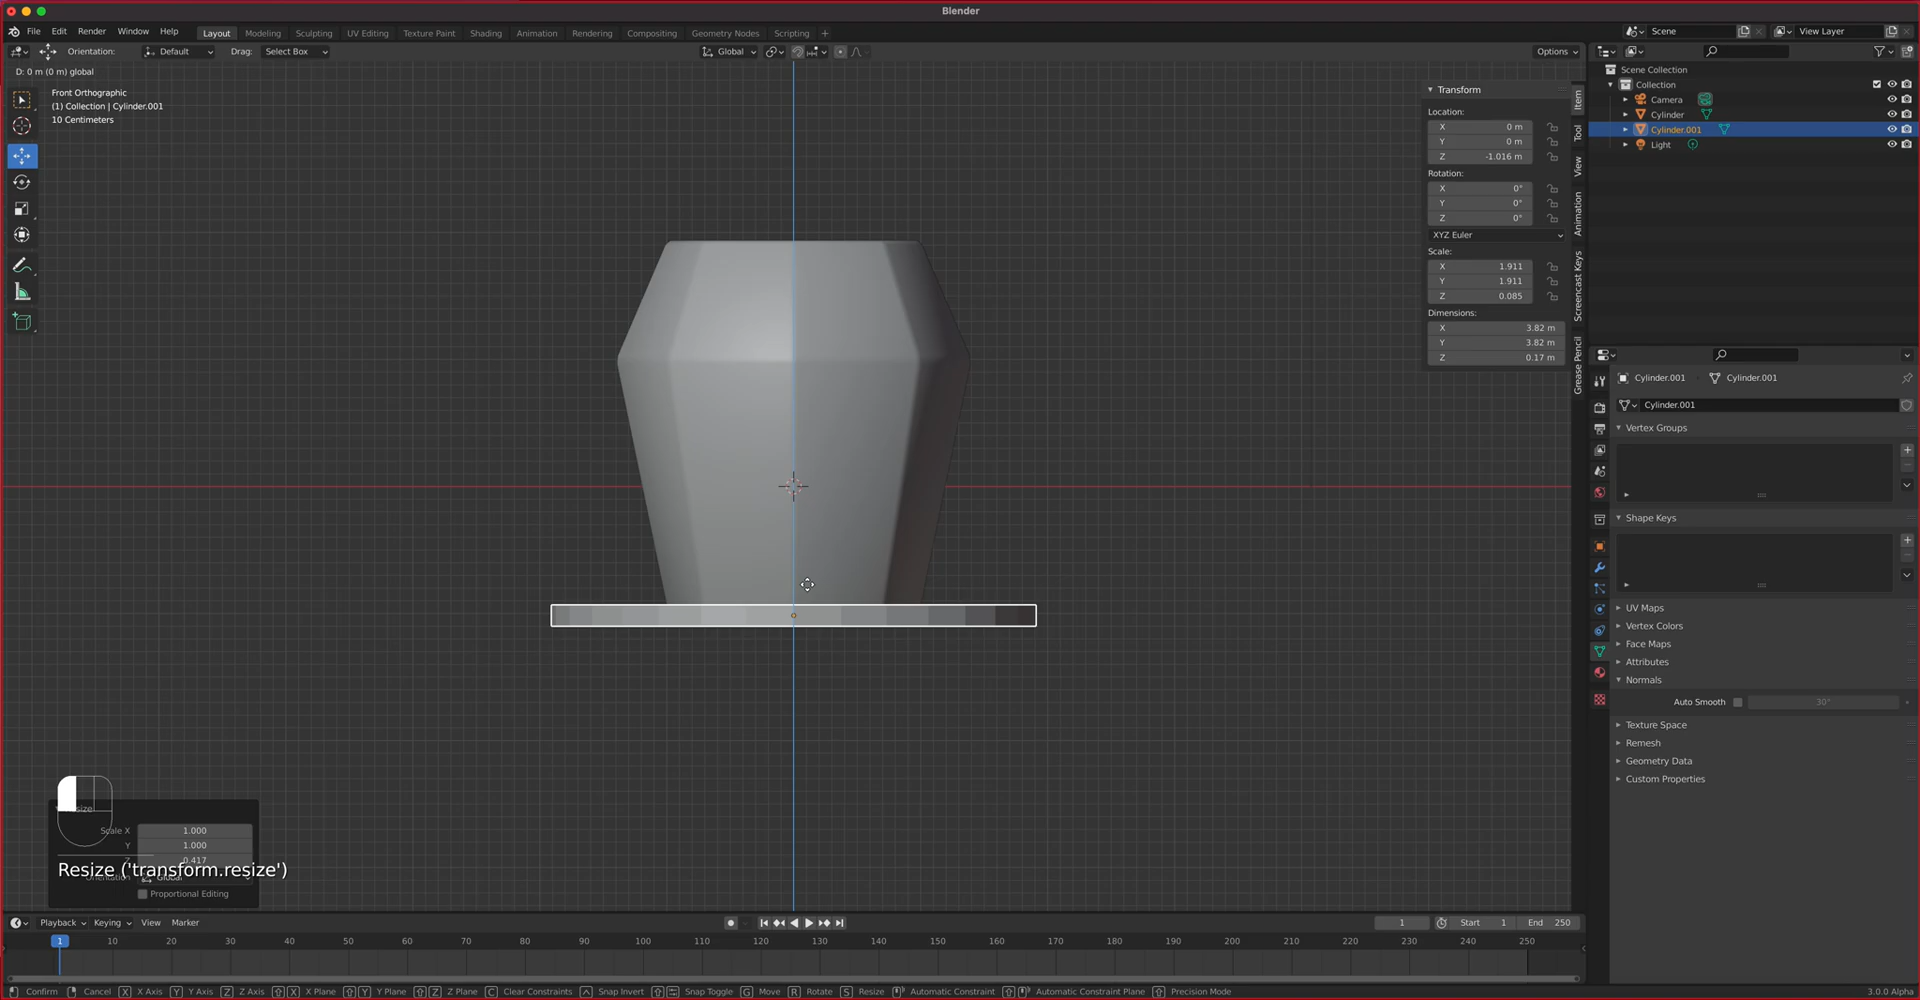 Blender
File Edit Render Window Help Layout Modeling Sculpting UV Editing Texture Paint Shading Animation Rendering Compositing Geometry Nodes Scripting + Scene View Layer
Orientation: Default Drag: Select Box Global Options
D: 0 m (0 m) global
Front Orthographic
(1) Collection | Cylinder.001
10 Centimeters
Transform
Location:
X 0 m
Y 0 m
Z -1.016 m
Rotation:
X 0°
Y 0°
Z 0°
XYZ Euler
Scale:
X 1.911
Y 1.911
Z 0.085
Dimensions:
X 3.82 m
Y 3.82 m
Z 0.17 m
Item
Tool
View
Animation
Screencast Keys
Grease Pencil
Scene Collection
Collection
Camera
Cylinder
Cylinder.001
Light
Cylinder.001 Cylinder.001
Cylinder.001
Vertex Groups
Shape Keys
UV Maps
Vertex Colors
Face Maps
Attributes
Normals
Auto Smooth 30°
Texture Space
Remesh
Geometry Data
Custom Properties
Scale X 1.000
Y 1.000
0.417
Resize ('transform.resize')
Global
Proportional Editing
Playback Keying View Marker 1 Start 1 End 250
1 10 20 30 40 50 60 70 80 90 100 110 120 130 140 150 160 170 180 190 200 210 220 230 240 250
Confirm Cancel X X Axis Y Y Axis Z Z Axis X X Plane Y Y Plane Z Z Plane C Clear Constraints Snap Invert Snap Toggle G Move R Rotate S Resize Automatic Constraint Automatic Constraint Plane Precision Mode 3.0.0 Alpha